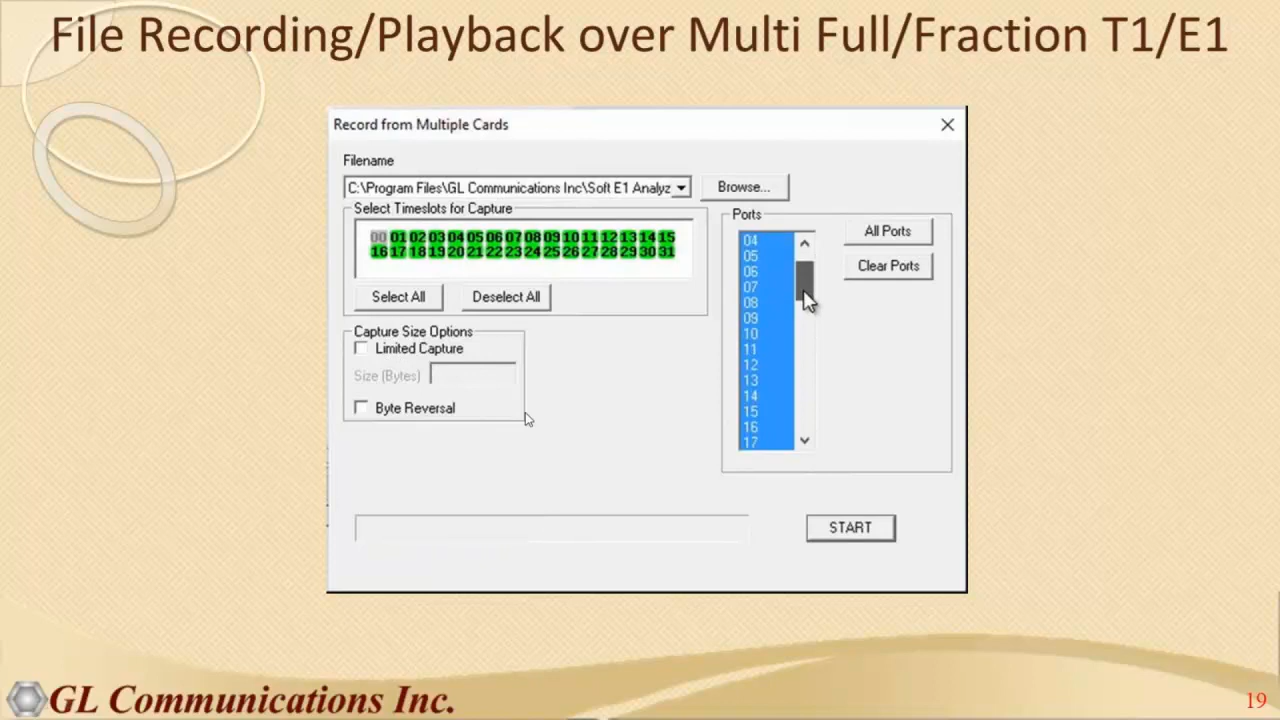 File Recording/Playback over Multi Full/Fraction T1/E1
Record from Multiple Cards
Filename
C:\Program Files\GL Communications Inc\Soft E1 Analyz
Browse...
Select Timeslots for Capture
00 01 02 03 04 05 06 07 08 09 10 11 12 13 14 15
16 17 18 19 20 21 22 23 24 25 26 27 28 29 30 31
Select All
Deselect All
Capture Size Options
Limited Capture
Size (Bytes)
Byte Reversal
Ports
04
05
06
07
08
09
10
11
12
13
14
15
16
17
All Ports
Clear Ports
START
GL Communications Inc.
19